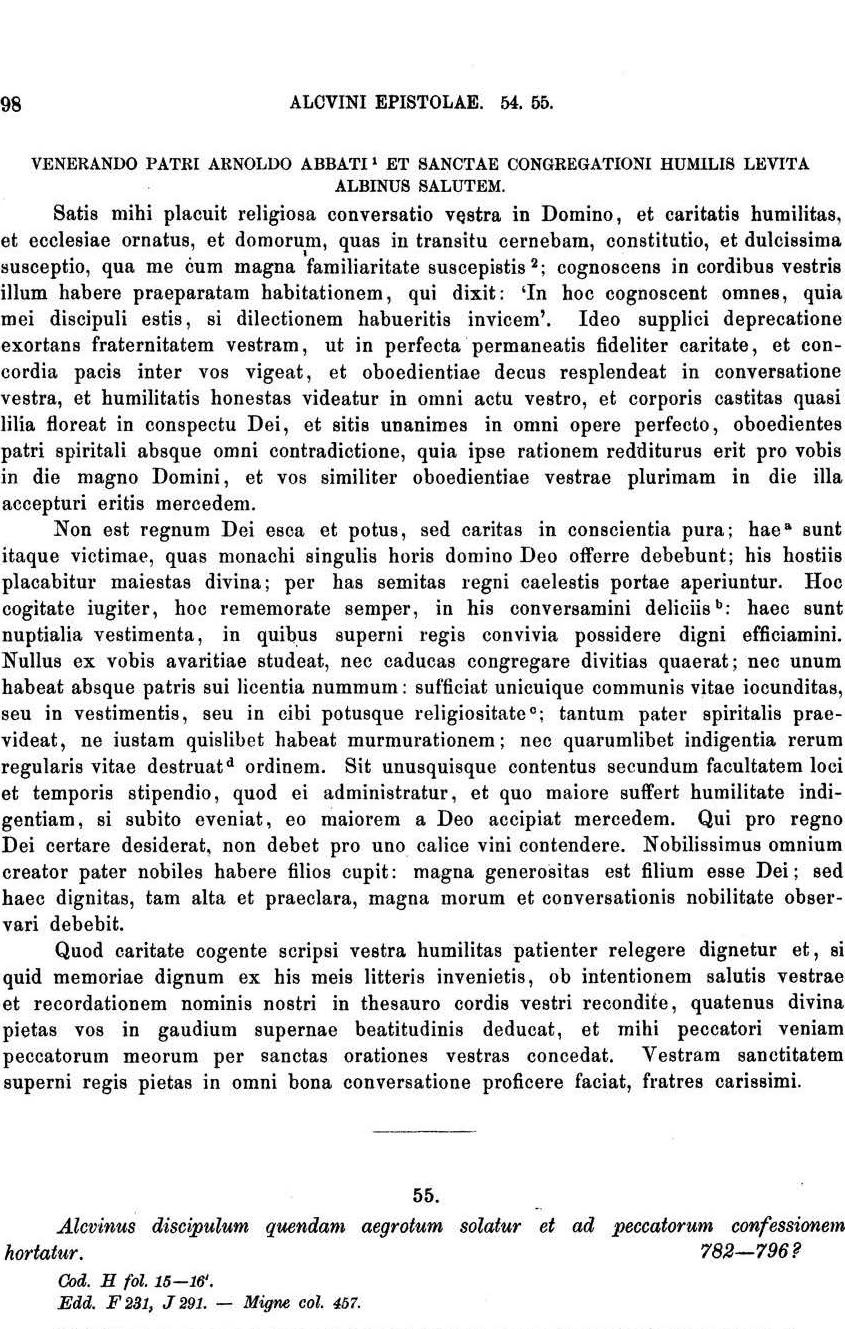 98
ALCVINI EPISTOLAE. 54. 55.
VENERANDO PATRI ARNOLDO ABBATI¹ ET SANCTAE CONGREGATIONI HUMILIS LEVITA
ALBINUS SALUTEM.
Satis mihi placuit religiosa conversatio vęstra in Domino, et caritatis humilitas,
et ecclesiae ornatus, et domorum, quas in transitu cernebam, constitutio, et dulcissima
susceptio, qua me cum magna familiaritate suscepistis²; cognoscens in cordibus vestris
illum habere praeparatam habitationem, qui dixit: ‘In hoc cognoscent omnes, quia
mei discipuli estis, si dilectionem habueritis invicem’. Ideo supplici deprecatione
exortans fraternitatem vestram, ut in perfecta permaneatis fideliter caritate, et con-
cordia pacis inter vos vigeat, et oboedientiae decus resplendeat in conversatione
vestra, et humilitatis honestas videatur in omni actu vestro, et corporis castitas quasi
lilia floreat in conspectu Dei, et sitis unanimes in omni opere perfecto, oboedientes
patri spiritali absque omni contradictione, quia ipse rationem redditurus erit pro vobis
in die magno Domini, et vos similiter oboedientiae vestrae plurimam in die illa
accepturi eritis mercedem.
Non est regnum Dei esca et potus, sed caritas in conscientia pura; haeᵃ sunt
itaque victimae, quas monachi singulis horis domino Deo offerre debebunt; his hostiis
placabitur maiestas divina; per has semitas regni caelestis portae aperiuntur. Hoc
cogitate iugiter, hoc rememorate semper, in his conversamini deliciisᵇ: haec sunt
nuptialia vestimenta, in quibus superni regis convivia possidere digni efficiamini.
Nullus ex vobis avaritiae studeat, nec caducas congregare divitias quaerat; nec unum
habeat absque patris sui licentia nummum: sufficiat unicuique communis vitae iocunditas,
seu in vestimentis, seu in cibi potusque religiositateᶜ; tantum pater spiritalis prae-
videat, ne iustam quislibet habeat murmurationem; nec quarumlibet indigentia rerum
regularis vitae destruatᵈ ordinem. Sit unusquisque contentus secundum facultatem loci
et temporis stipendio, quod ei administratur, et quo maiore suffert humilitate indi-
gentiam, si subito eveniat, eo maiorem a Deo accipiat mercedem. Qui pro regno
Dei certare desiderat, non debet pro uno calice vini contendere. Nobilissimus omnium
creator pater nobiles habere filios cupit: magna generositas est filium esse Dei; sed
haec dignitas, tam alta et praeclara, magna morum et conversationis nobilitate obser-
vari debebit.
Quod caritate cogente scripsi vestra humilitas patienter relegere dignetur et, si
quid memoriae dignum ex his meis litteris invenietis, ob intentionem salutis vestrae
et recordationem nominis nostri in thesauro cordis vestri recondite, quatenus divina
pietas vos in gaudium supernae beatitudinis deducat, et mihi peccatori veniam
peccatorum meorum per sanctas orationes vestras concedat. Vestram sanctitatem
superni regis pietas in omni bona conversatione proficere faciat, fratres carissimi.
55.
Alcvinus discipulum quendam aegrotum solatur et ad peccatorum confessionem
hortatur. 782—796?
Cod. H fol. 15—16'.
Edd. F 231, J 291. — Migne col. 457.